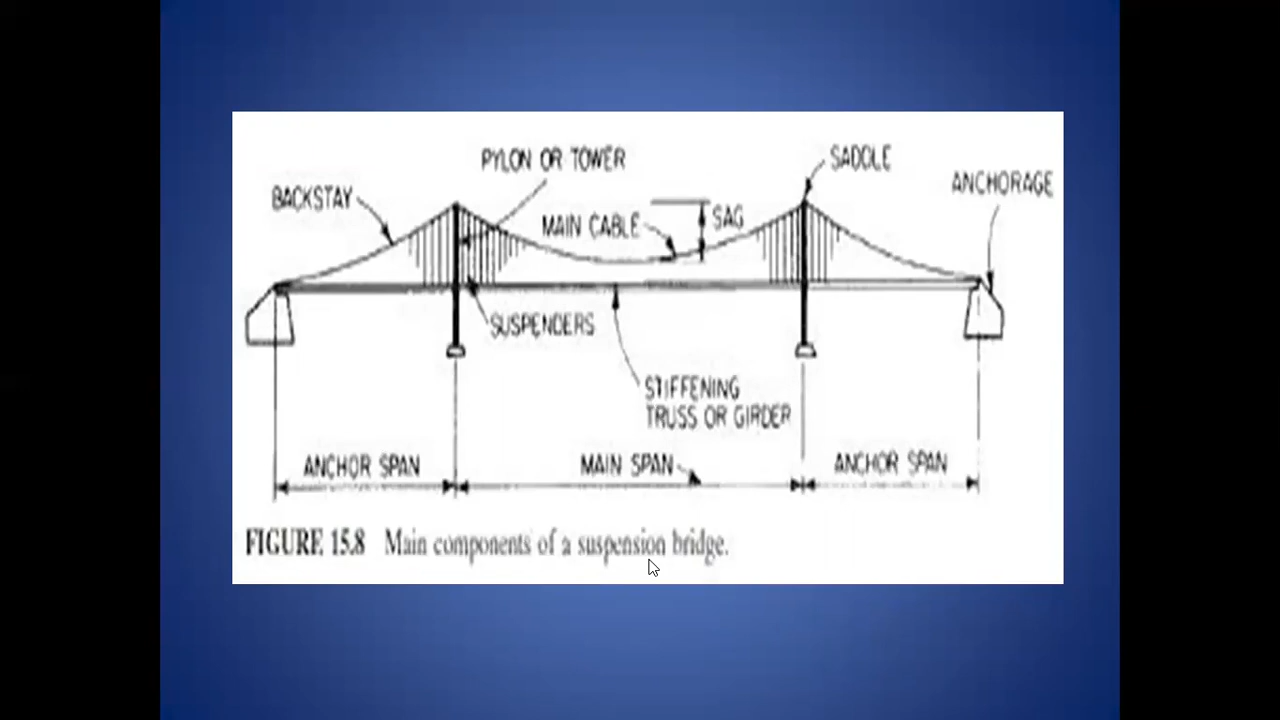 PYLON OR TOWER
SADDLE
BACKSTAY
ANCHORAGE
MAIN CABLE
SAG
SUSPENDERS
STIFFENING
TRUSS OR GIRDER
ANCHOR SPAN
MAIN SPAN
ANCHOR SPAN
FIGURE 15.8 Main components of a suspension bridge.